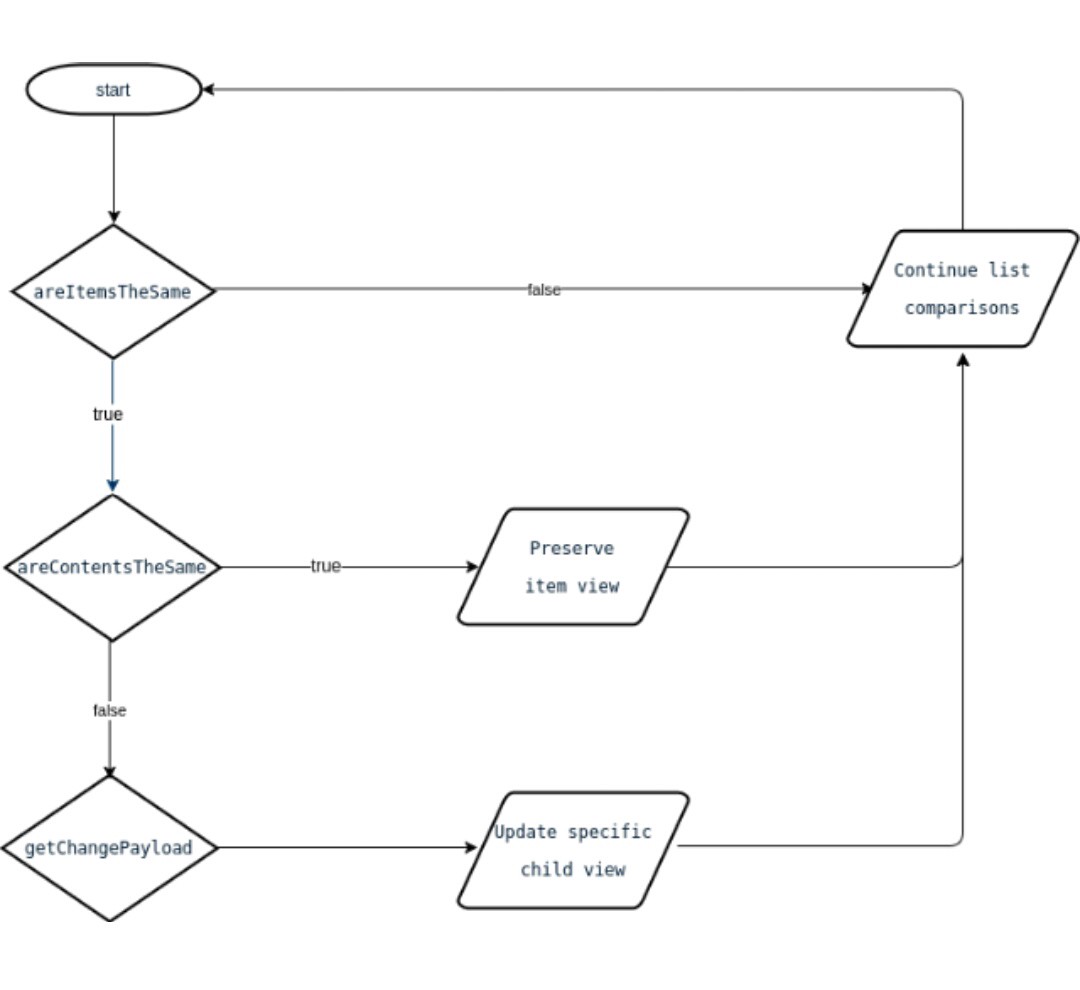 start
areItemsTheSame
false
Continue list
comparisons
true
areContentsTheSame
true
Preserve
item view
false
getChangePayload
Update specific
child view